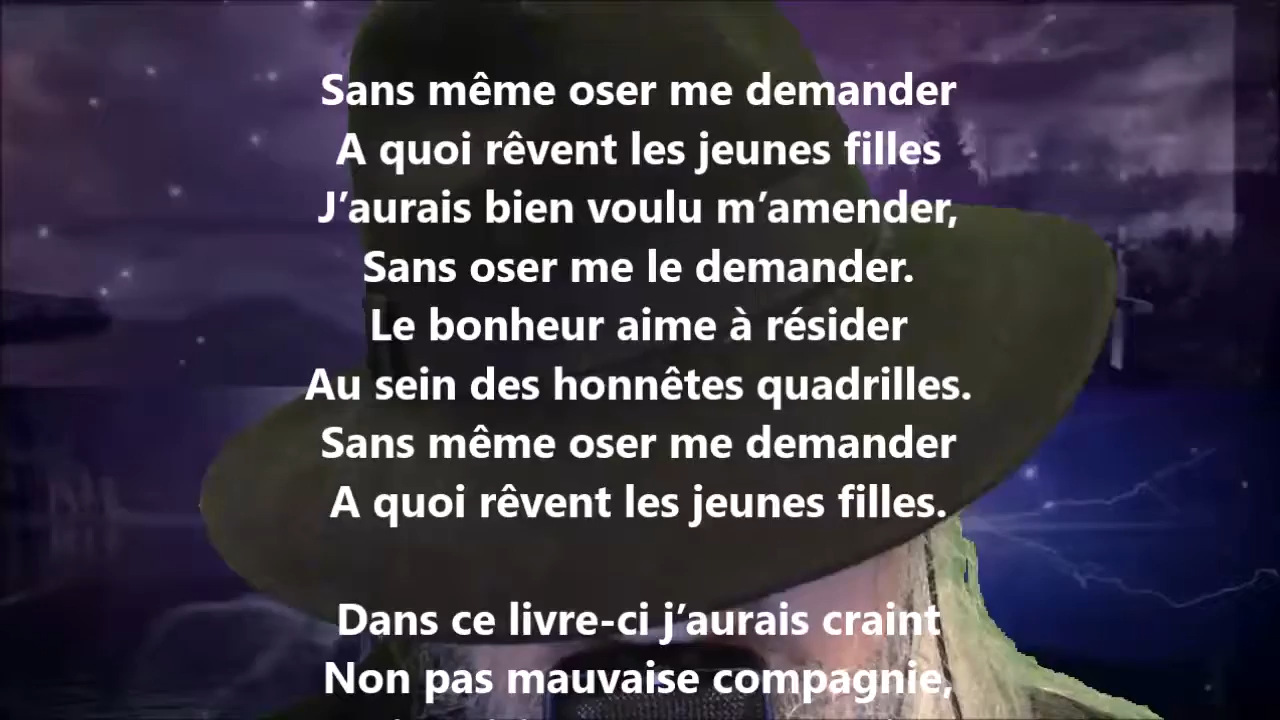 Sans même oser me demander
A quoi rêvent les jeunes filles
J’aurais bien voulu m’amender,
Sans oser me le demander.
Le bonheur aime à résider
Au sein des honnêtes quadrilles.
Sans même oser me demander
A quoi rêvent les jeunes filles.
Dans ce livre-ci j’aurais craint
Non pas mauvaise compagnie,